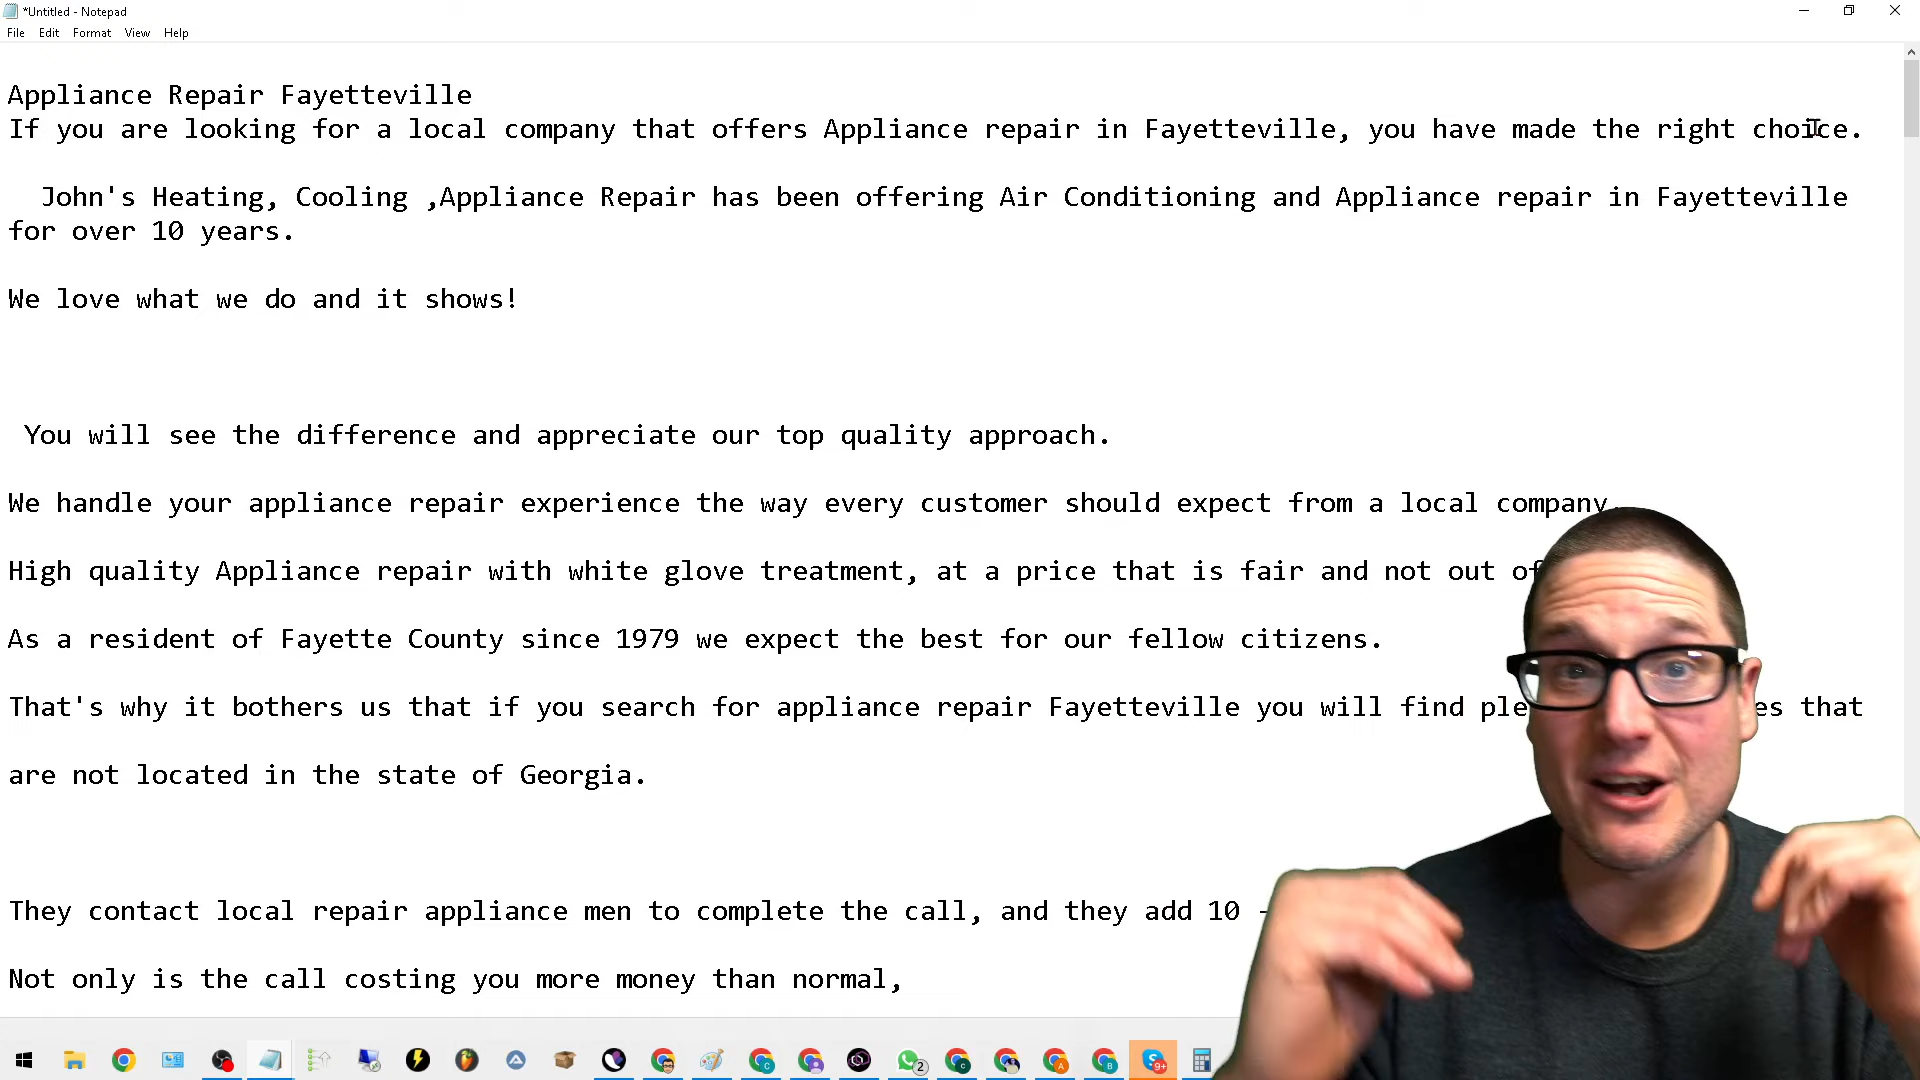 *Untitled - Notepad
File Edit Format View Help
Appliance Repair Fayetteville
If you are looking for a local company that offers Appliance repair in Fayetteville, you have made the right choice.
John's Heating, Cooling ,Appliance Repair has been offering Air Conditioning and Appliance repair in Fayetteville
for over 10 years.
We love what we do and it shows!
You will see the difference and appreciate our top quality approach.
We handle your appliance repair experience the way every customer should expect from a local company.
High quality Appliance repair with white glove treatment, at a price that is fair and not out of
As a resident of Fayette County since 1979 we expect the best for our fellow citizens.
That's why it bothers us that if you search for appliance repair Fayetteville you will find that
are not located in the state of Georgia.
They contact local repair appliance men to complete the call, and they add 10 -
Not only is the call costing you more money than normal,